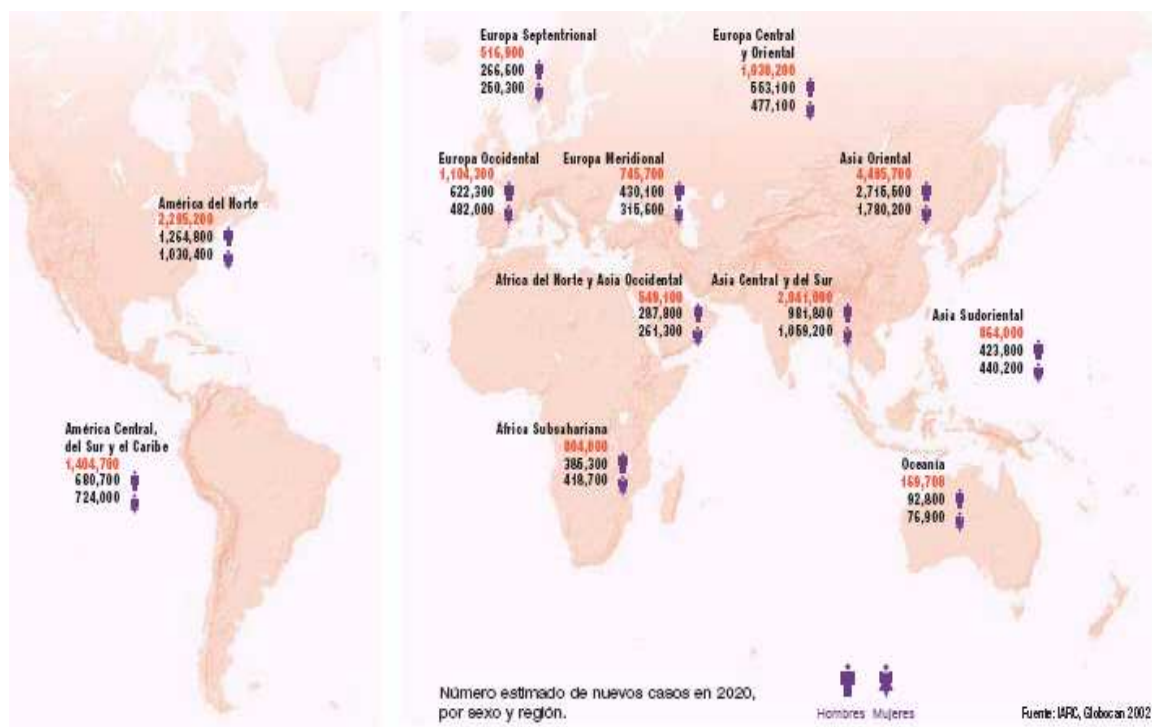 Europa Septentrional
516,900
266,600
250,300
Europa Central
y Oriental
1,030,200
553,100
477,100
Europa Occidental
1,104,300
622,300
482,000
Europa Meridional
745,700
430,100
315,600
Asia Oriental
4,495,700
2,715,500
1,780,200
América del Norte
2,295,200
1,264,800
1,030,400
Africa del Norte y Asia Occidental
549,100
287,800
261,300
Asia Central y del Sur
2,041,000
981,800
1,059,200
Asia Sudoriental
864,000
423,800
440,200
América Central,
del Sur y el Caribe
1,404,700
680,700
724,000
África Subsahariana
804,000
385,300
418,700
Oceanía
169,700
92,800
76,900
Número estimado de nuevos casos en 2020,
por sexo y región.
Hombres Mujeres
Fuente: IARC, Globocan 2002